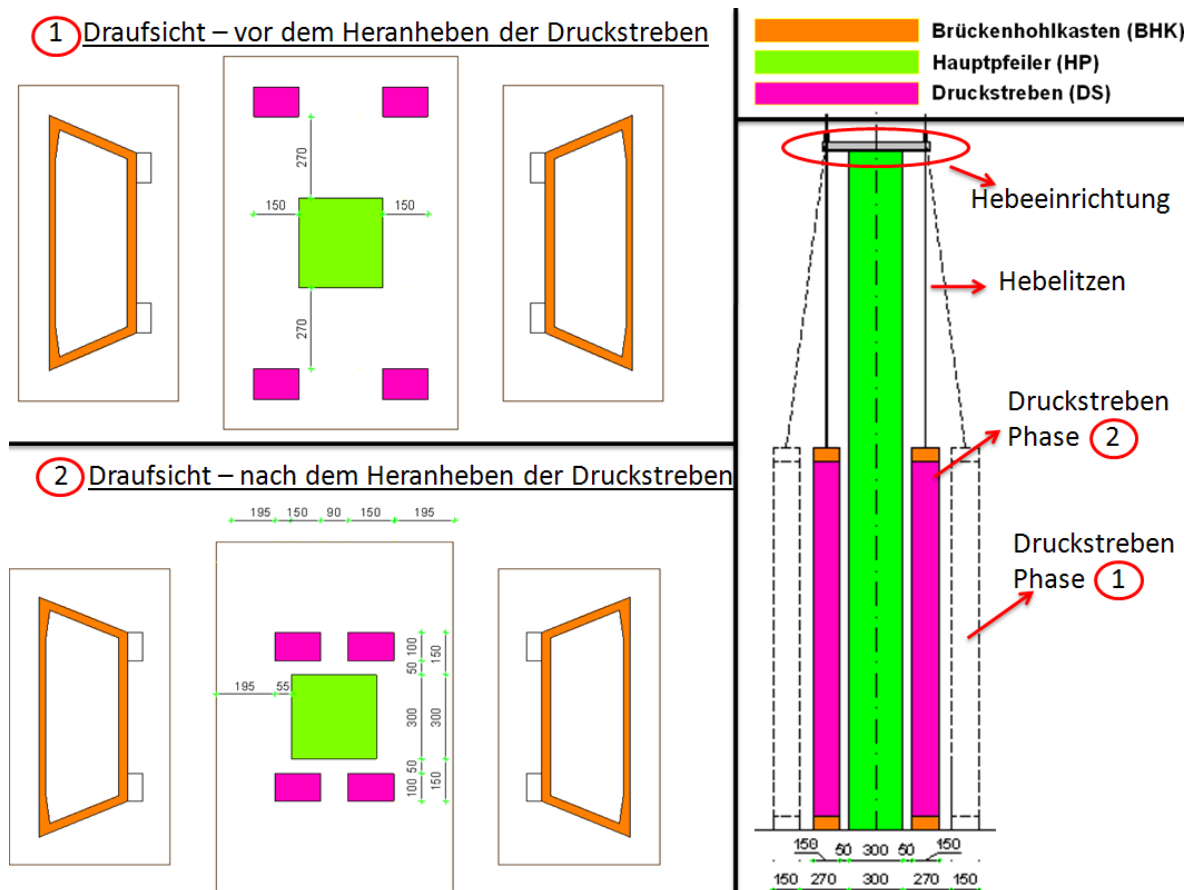 1 Draufsicht – vor dem Heranheben der Druckstreben
270
150
150
270
2 Draufsicht – nach dem Heranheben der Druckstreben
195 150 90 150 195
195 55
100
50
300
50
100
150
300
150
Brückenhohlkasten (BHK)
Hauptpfeiler (HP)
Druckstreben (DS)
Hebeeinrichtung
Hebelitzen
Druckstreben
Phase 2
Druckstreben
Phase 1
150 50 300 50 150
150 270 300 270 150